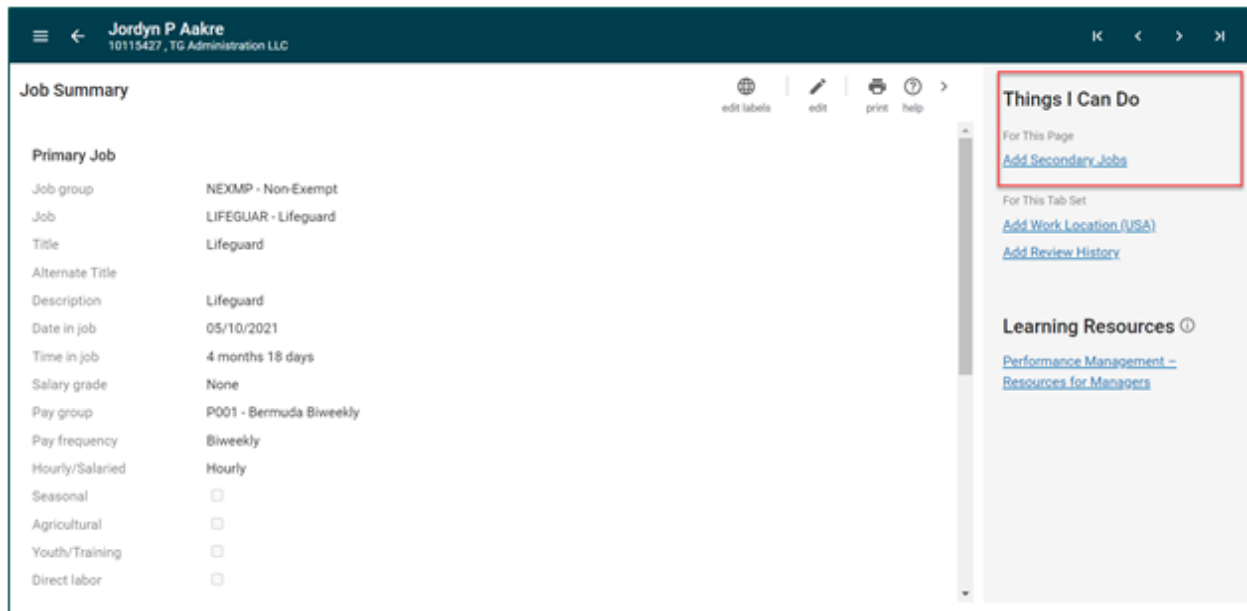 Jordyn P Aakre
10115427 , TG Administration LLC
Job Summary
edit labels
edit
print
help
Primary Job
Job group NEXMP - Non-Exempt
Job LIFEGUAR - Lifeguard
Title Lifeguard
Alternate Title
Description Lifeguard
Date in job 05/10/2021
Time in job 4 months 18 days
Salary grade None
Pay group P001 - Bermuda Biweekly
Pay frequency Biweekly
Hourly/Salaried Hourly
Seasonal
Agricultural
Youth/Training
Direct labor
Things I Can Do
For This Page
Add Secondary Jobs
For This Tab Set
Add Work Location (USA)
Add Review History
Learning Resources
Performance Management –
Resources for Managers